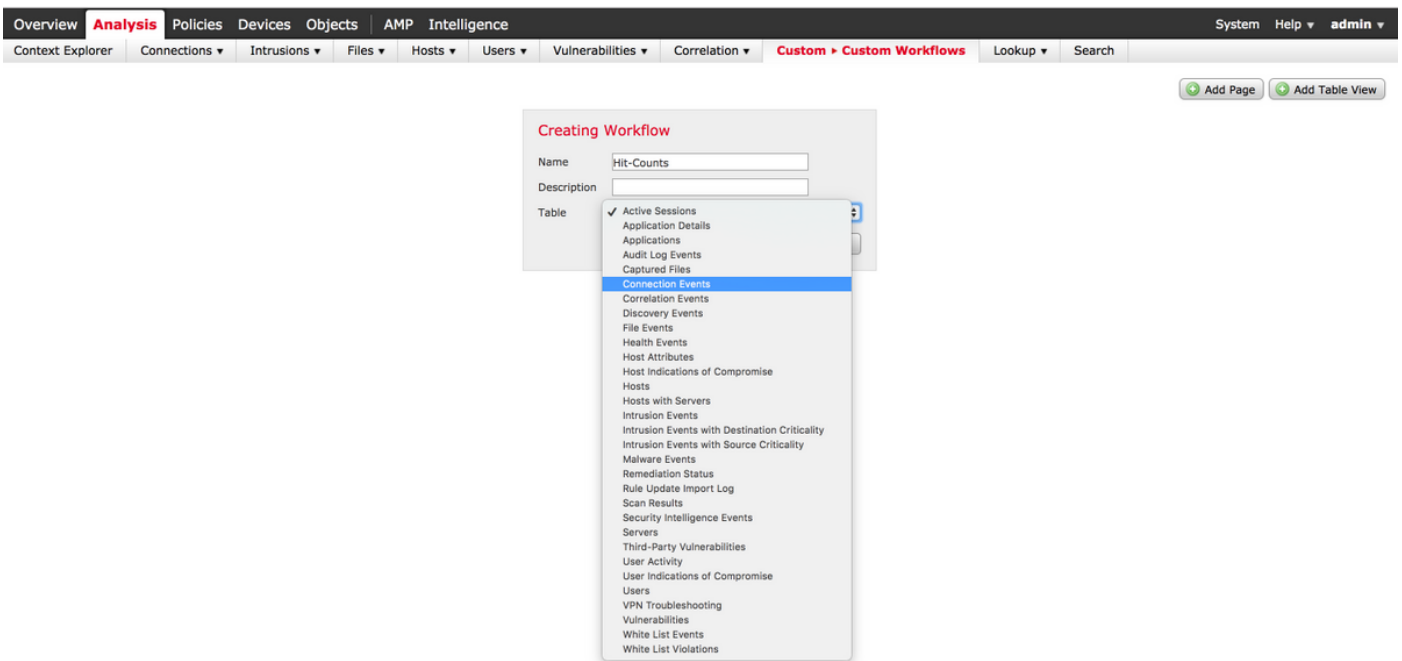 Overview Analysis Policies Devices Objects AMP Intelligence System Help admin
Context Explorer Connections Intrusions Files Hosts Users Vulnerabilities Correlation Custom Custom Workflows Lookup Search
Add Page Add Table View
Creating Workflow
Name Hit-Counts
Description
Table Active Sessions
Application Details
Applications
Audit Log Events
Captured Files
Connection Events
Correlation Events
Discovery Events
File Events
Health Events
Host Attributes
Host Indications of Compromise
Hosts
Hosts with Servers
Intrusion Events
Intrusion Events with Destination Criticality
Intrusion Events with Source Criticality
Malware Events
Remediation Status
Rule Update Import Log
Scan Results
Security Intelligence Events
Servers
Third-Party Vulnerabilities
User Activity
User Indications of Compromise
Users
VPN Troubleshooting
Vulnerabilities
White List Events
White List Violations